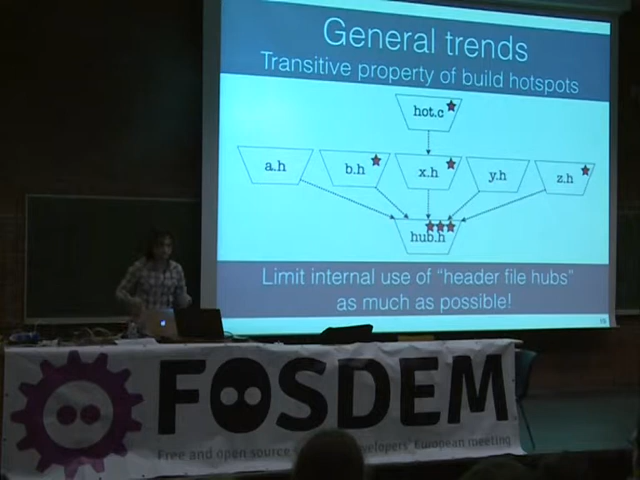 General trends
Transitive property of build hotspots
hot.c
a.h
b.h
x.h
y.h
z.h
hub.h
Limit internal use of "header file hubs"
as much as possible!
FOSDEM
Free and open source developers' European meeting